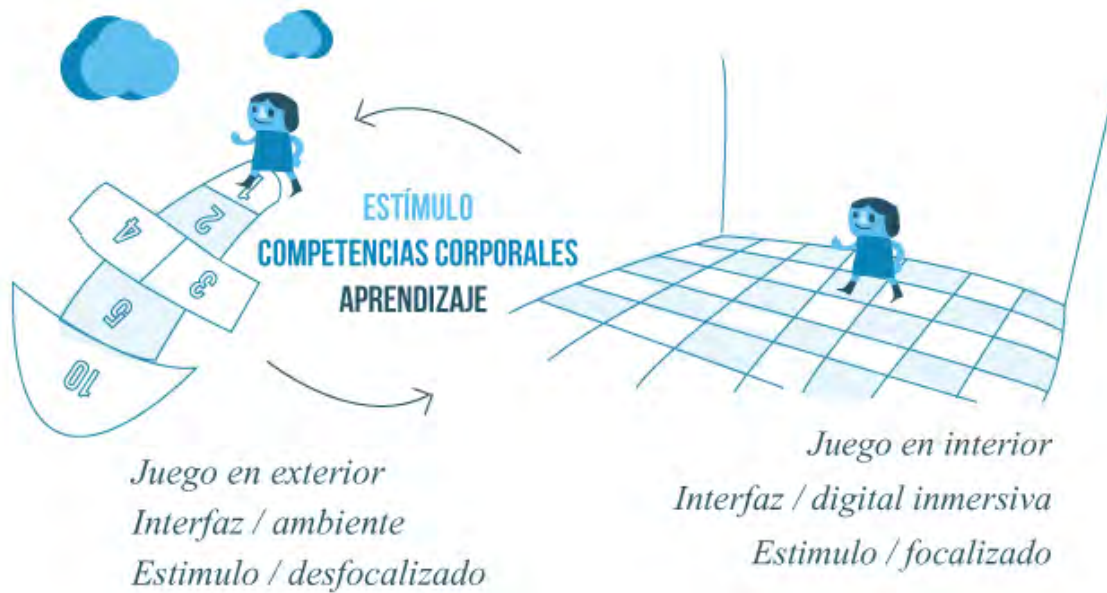 1
2
3
4
5
10
ESTÍMULO
COMPETENCIAS CORPORALES
APRENDIZAJE
Juego en exterior
Interfaz / ambiente
Estimulo / desfocalizado
Juego en interior
Interfaz / digital inmersiva
Estimulo / focalizado